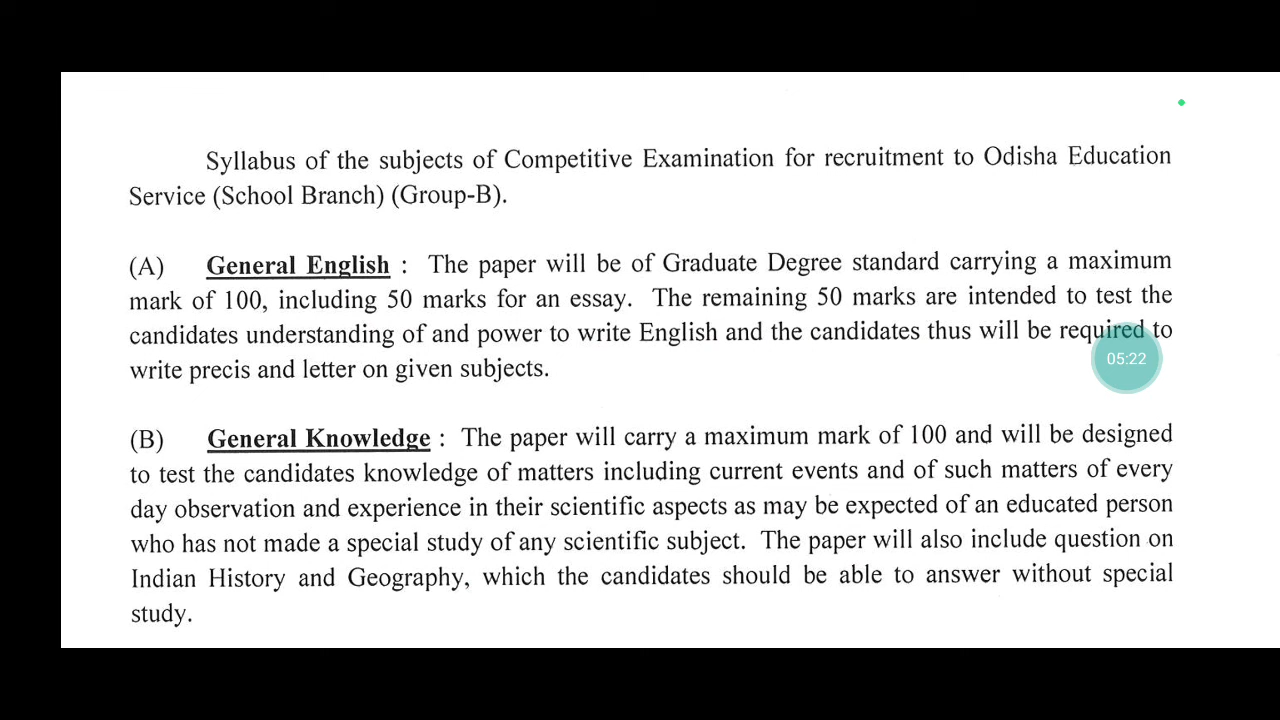 Syllabus of the subjects of Competitive Examination for recruitment to Odisha Education
Service (School Branch) (Group-B).
(A) General English : The paper will be of Graduate Degree standard carrying a maximum
mark of 100, including 50 marks for an essay. The remaining 50 marks are intended to test the
candidates understanding of and power to write English and the candidates thus will be required to
05:22
write precis and letter on given subjects.
(B) General Knowledge : The paper will carry a maximum mark of 100 and will be designed
to test the candidates knowledge of matters including current events and of such matters of every
day observation and experience in their scientific aspects as may be expected of an educated person
who has not made a special study of any scientific subject. The paper will also include question on
Indian History and Geography, which the candidates should be able to answer without special
study.